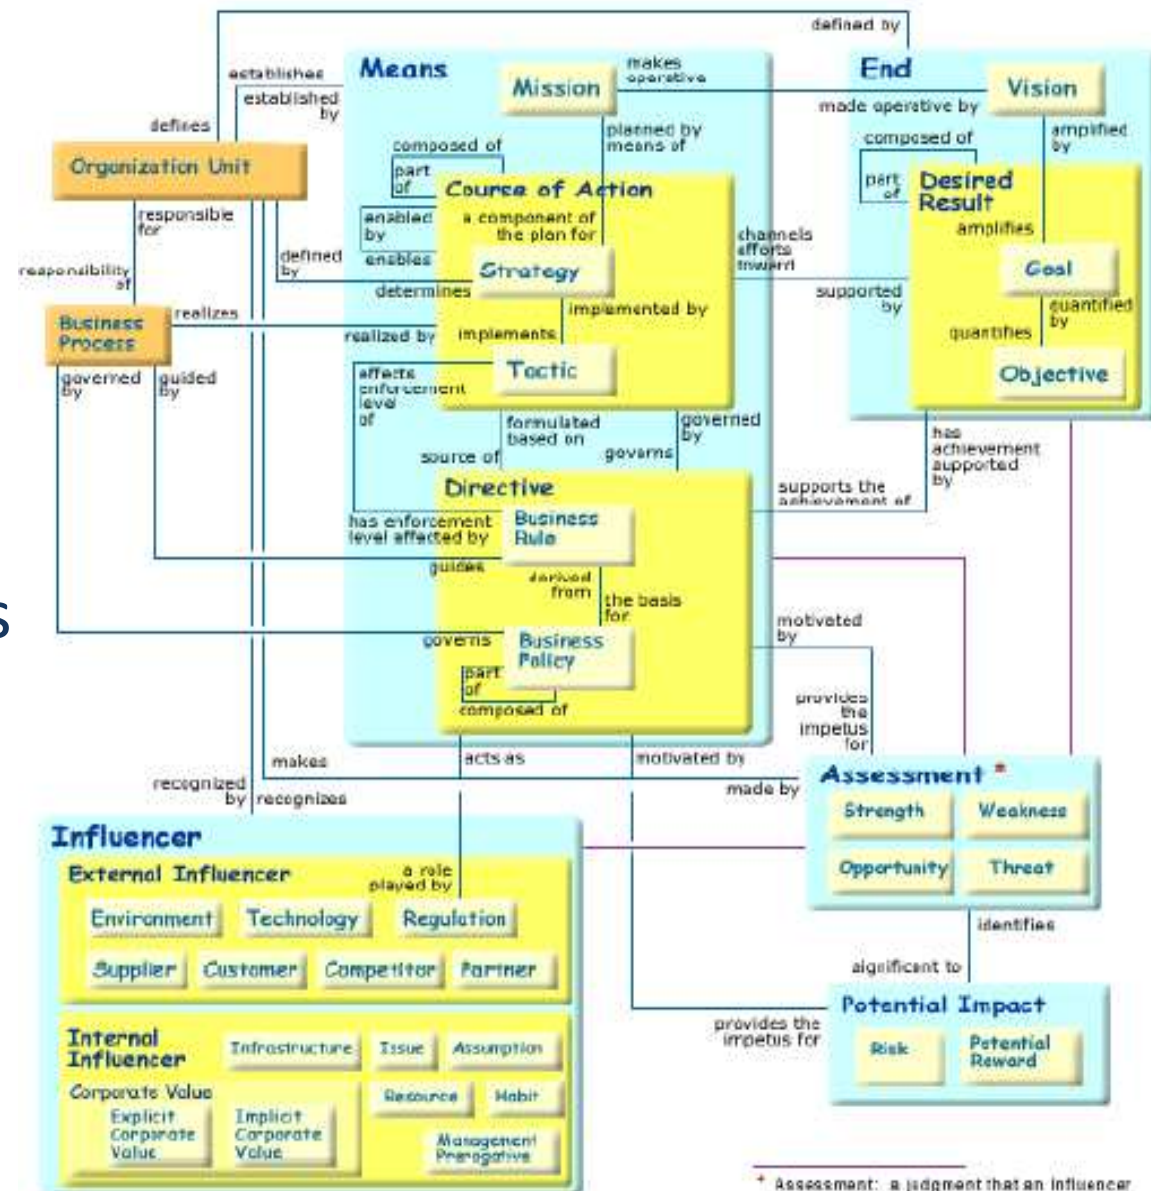 defined by
Means
End
establishes
Mission
makes
operative
Vision
established
by
made operative by
defines
planned by
means of
amplified
by
composed of
composed of
Organization Unit
part
of
Course of Action
part
of
Desired
Result
responsible
for
enabled
by
a component of
the plan for
amplifies
channels
efforts
toward
defined
by
enables
Strategy
Goal
responsibility
of
determines
supported
by
quantified
by
realizes
implemented by
Business
Process
realized by
implements
quantifies
governed
by
guided
by
affects
enforcement
level
of
Tactic
Objective
formulated
based on
governed
by
source of
governs
has
achievement
supported
by
Directive
supports the
achievement of
has enforcement
level affected by
Business
Rule
guides
derived
from
the basis
for
s
motivated
by
governs
Business
Policy
part
of
composed of
provides
the
impetus
for
makes
acts as
motivated by
recognized
by
recognizes
made by
Assessment *
Strength
Weakness
Opportunity
Threat
Influencer
External Influencer
a role
played by
Environment
Technology
Regulation
identifies
Supplier
Customer
Competitor
Partner
significant to
Potential Impact
provides the
impetus for
Risk
Potential
Reward
Internal
Influencer
Infrastructure
Issue
Assumption
Corporate Value
Resource
Habit
Explicit
Corporate
Value
Implicit
Corporate
Value
Management
Prerogative
* Assessment: a judgment that an Influencer